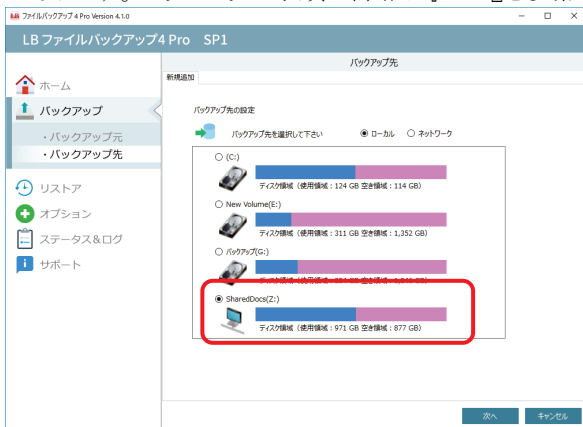 ファイルバックアップ 4 Pro Version 4.1.0
LB ファイルバックアップ4 Pro SP1
バックアップ先
新規追加
ホーム
バックアップ
・バックアップ元
・バックアップ先
リストア
オプション
ステータス＆ログ
サポート
バックアップ先の設定
バックアップ先を選択して下さい ローカル ネットワーク
(C:)
ディスク領域（使用領域：124 GB 空き領域：114 GB）
New Volume(E:)
ディスク領域（使用領域：311 GB 空き領域：1,352 GB）
バックアップ(G:)
SharedDocs(Z:)
ディスク領域（使用領域：971 GB 空き領域：877 GB）
次へ キャンセル